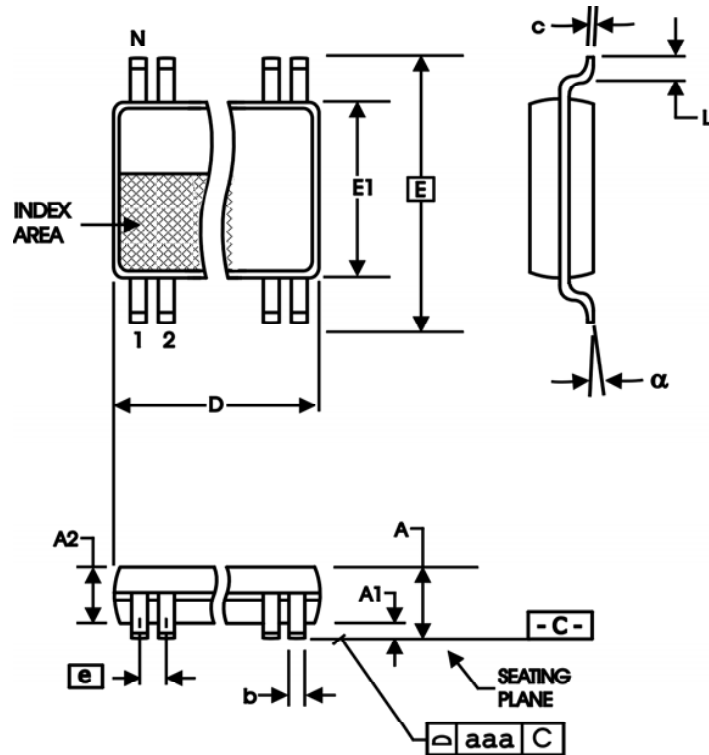 N
c
L
E1
E
INDEX
AREA
1 2
α
D
A2
A
A1
-C-
e
b
SEATING
PLANE
aaa C